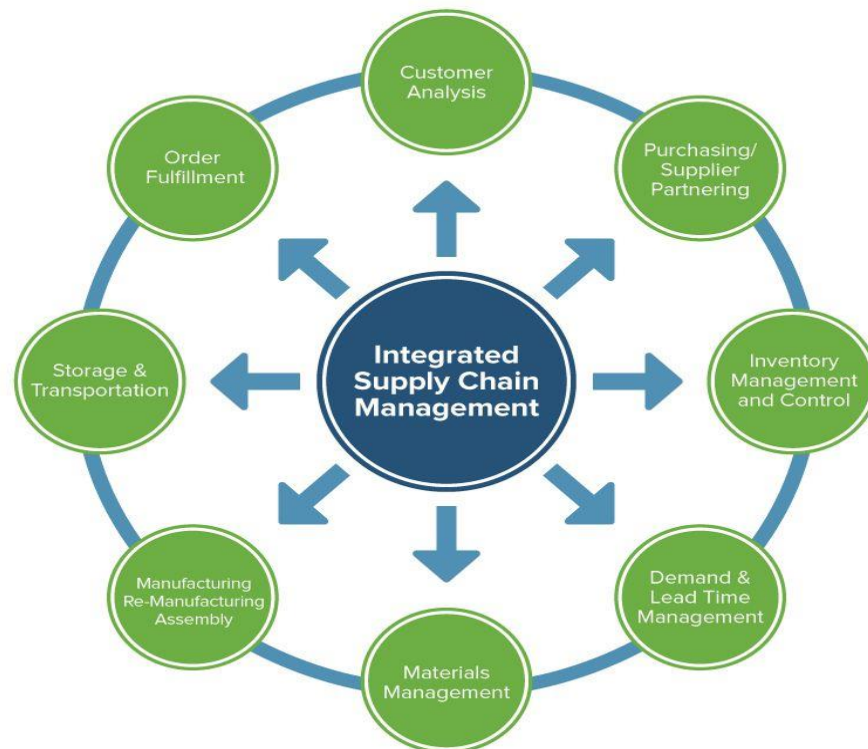 Customer
Analysis
Purchasing/
Supplier
Partnering
Inventory
Management
and Control
Demand &
Lead Time
Management
Materials
Management
Manufacturing
Re-Manufacturing
Assembly
Storage &
Transportation
Order
Fulfillment
Integrated
Supply Chain
Management